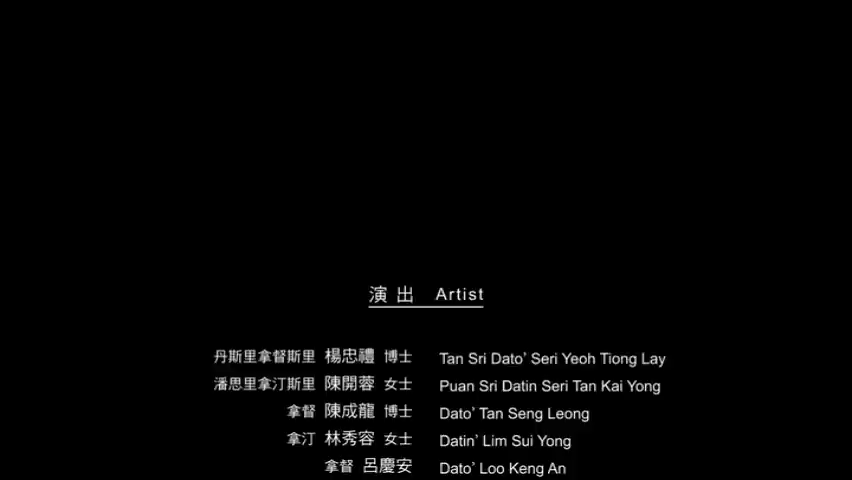 演出 Artist
丹斯里拿督斯里 楊忠禮 博士 Tan Sri Dato' Seri Yeoh Tiong Lay
潘思里拿汀斯里 陳開蓉 女士 Puan Sri Datin Seri Tan Kai Yong
拿督 陳成龍 博士 Dato' Tan Seng Leong
拿汀 林秀容 女士 Datin' Lim Sui Yong
拿督 呂慶安 Dato' Loo Keng An